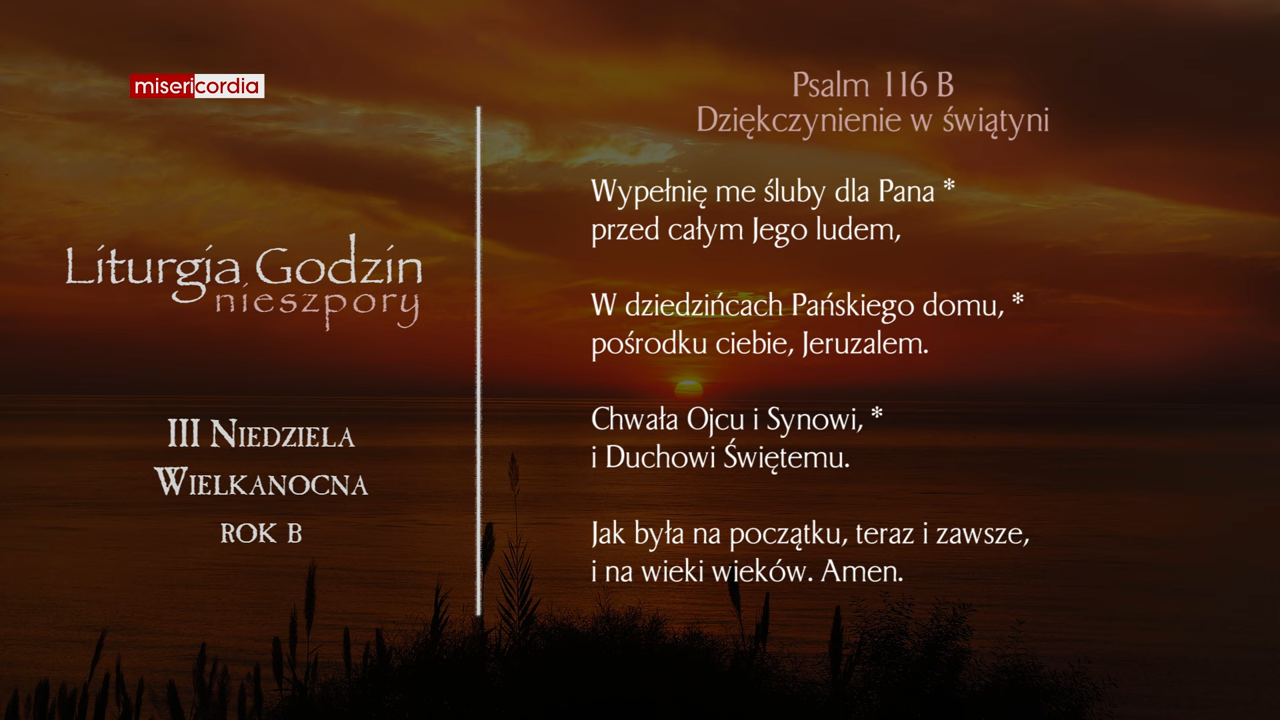 misericordia
Liturgia Godzin
nieszpory
III Niedziela
Wielkanocna
rok B
Psalm 116 B
Dziękczynienie w świątyni
Wypełnię me śluby dla Pana *
przed całym Jego ludem,
W dziedzińcach Pańskiego domu, *
pośrodku ciebie, Jeruzalem.
Chwała Ojcu i Synowi, *
i Duchowi Świętemu.
Jak była na początku, teraz i zawsze,
i na wieki wieków. Amen.